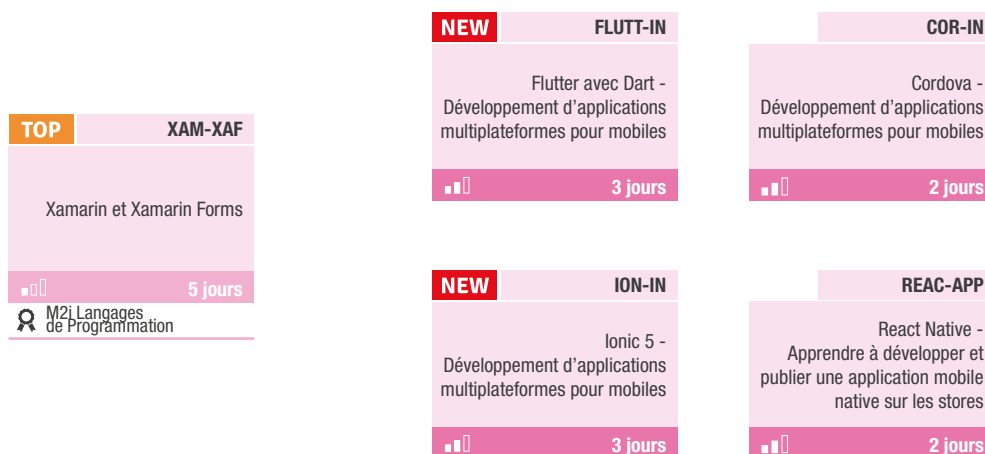 TOP
XAM-XAF
Xamarin et Xamarin Forms
5 jours
M2i Langages
de Programmation
NEW
FLUTT-IN
Flutter avec Dart -
Développement d’applications
multiplateformes pour mobiles
3 jours
COR-IN
Cordova -
Développement d’applications
multiplateformes pour mobiles
2 jours
NEW
ION-IN
Ionic 5 -
Développement d’applications
multiplateformes pour mobiles
3 jours
REAC-APP
React Native -
Apprendre à développer et
publier une application mobile
native sur les stores
2 jours